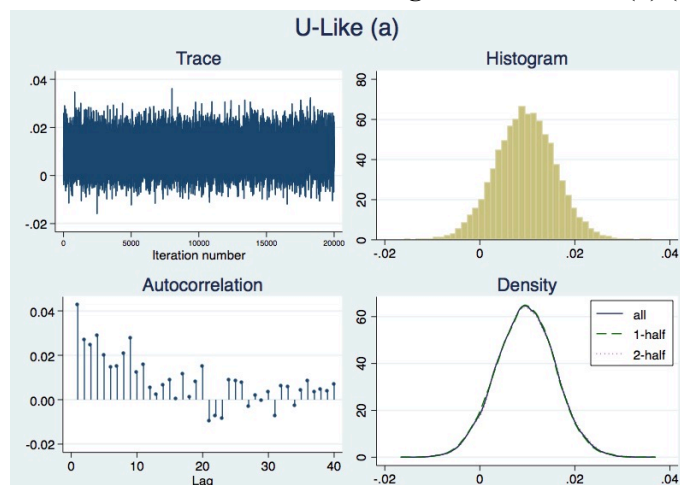 U-Like (a)
Trace
.04
.02
0
-.02
0 5000 10000 15000 20000
Iteration number
Histogram
80
60
40
20
0
-.02 0 .02 .04
Autocorrelation
0.04
0.02
0.00
-0.02
0 10 20 30 40
Lag
Density
60
40
20
0
-.02 0 .02 .04
all
1-half
2-half